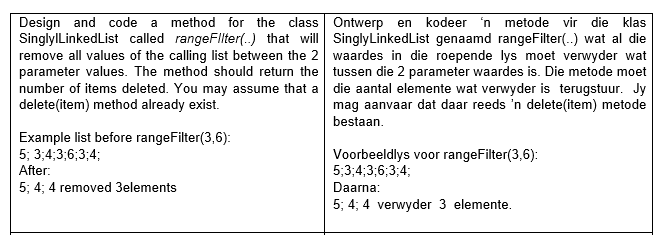 Design and code a method for the class
SinglyILinkedList called rangeFIlter(..) that will
remove all values of the calling list between the 2
parameter values. The method should return the
number of items deleted. You may assume that a
delete(item) method already exist.
Example list before rangeFilter(3,6):
5; 3;4;3;6;3;4;
After:
5; 4; 4 removed 3elements
Ontwerp en kodeer ‘n metode vir die klas
SinglyLinkedList genaamd rangeFilter(..) wat al die
waardes in die roepende lys moet verwyder wat
tussen die 2 parameter waardes is. Die metode moet
die aantal elemente wat verwyder is terugstuur. Jy
mag aanvaar dat daar reeds ’n delete(item) metode
bestaan.
Voorbeeldlys voor rangeFilter(3,6):
5;3;4;3;6;3;4;
Daarna:
5; 4; 4 verwyder 3 elemente.